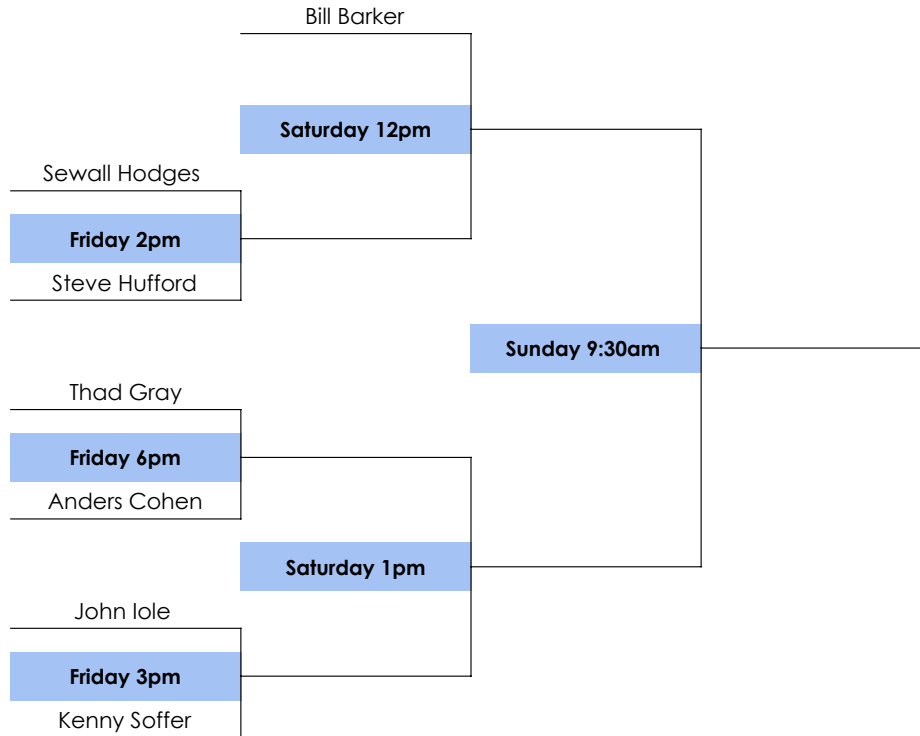 Bill Barker
Saturday 12pm
Sewall Hodges
Friday 2pm
Steve Hufford
Sunday 9:30am
Thad Gray
Friday 6pm
Anders Cohen
Saturday 1pm
John Iole
Friday 3pm
Kenny Soffer